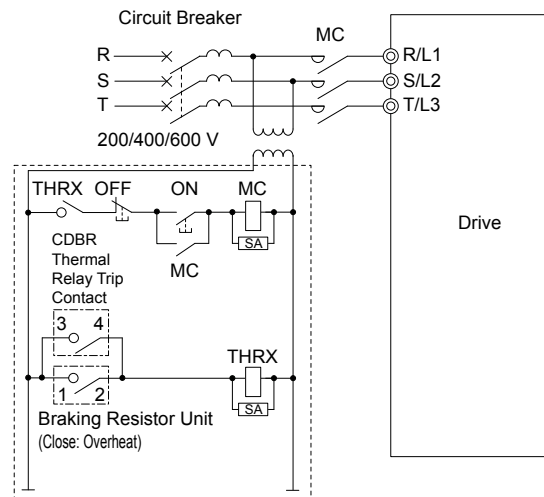 Circuit Breaker
MC
R
R/L1
S
S/L2
T
T/L3
200/400/600 V
THRX OFF ON MC
SA
MC
Drive
CDBR
Thermal
Relay Trip
Contact
3 4
THRX
1 2
SA
Braking Resistor Unit
(Close: Overheat)